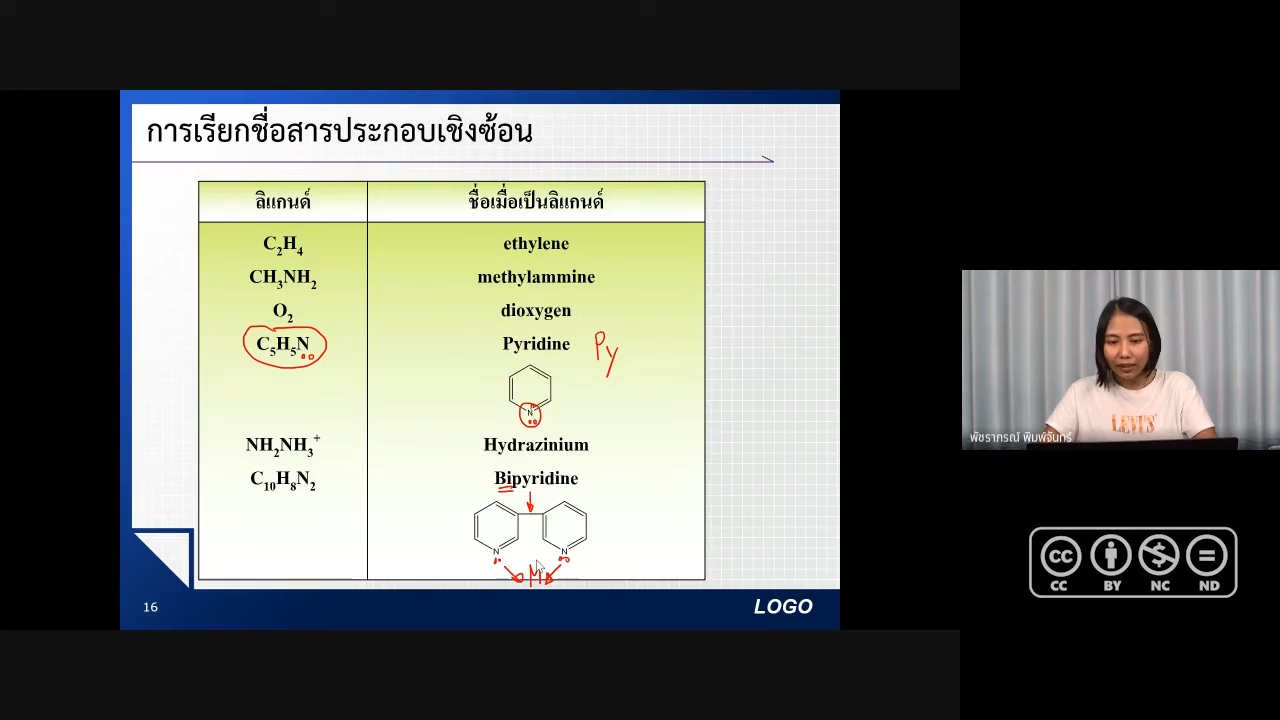 การเรียกชื่อสารประกอบเชิงซ้อน
ลิแกนด์ ชื่อเมื่อเป็นลิแกนด์
C2H4 ethylene
CH3NH2 methylammine
O2 dioxygen
C5H5N Pyridine Py
N
NH2NH3+ Hydrazinium
C10H8N2 Bipyridine
N N
M
16 LOGO
LEVI'S
พัชราภรณ์ พิมพ์จันทร์
CC BY NC ND